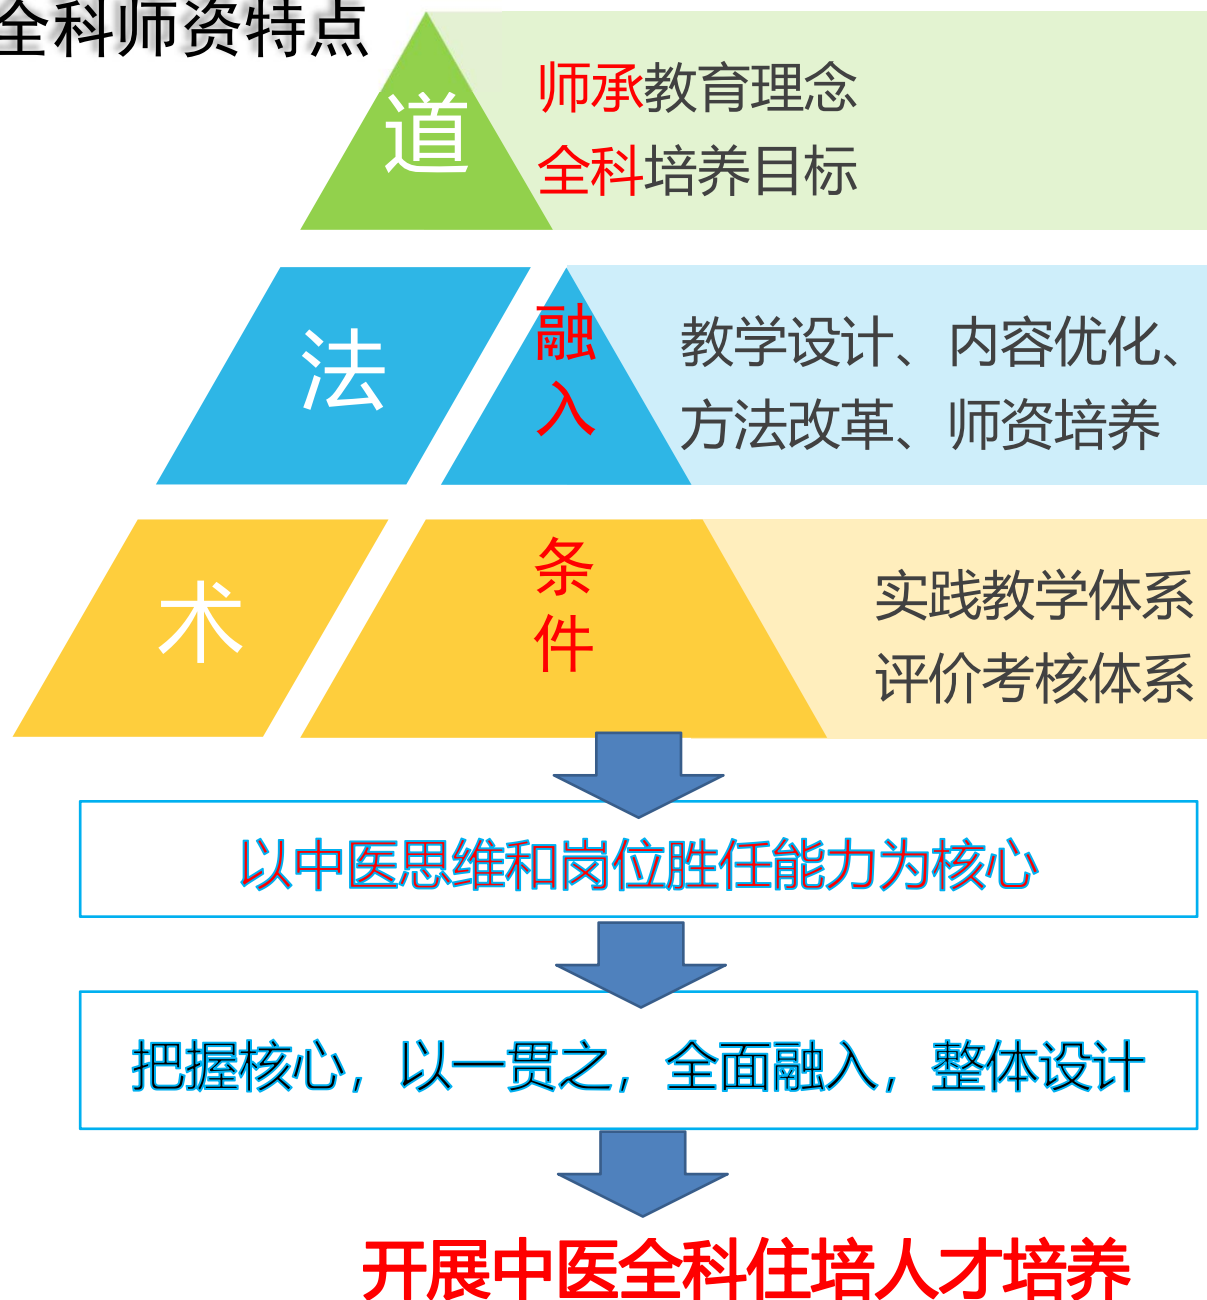 全科师资特点
道
师承教育理念
全科培养目标
法
融
入
教学设计、内容优化、
方法改革、师资培养
术
条
件
实践教学体系
评价考核体系
以中医思维和岗位胜任能力为核心
把握核心，以一贯之，全面融入，整体设计
开展中医全科住培人才培养